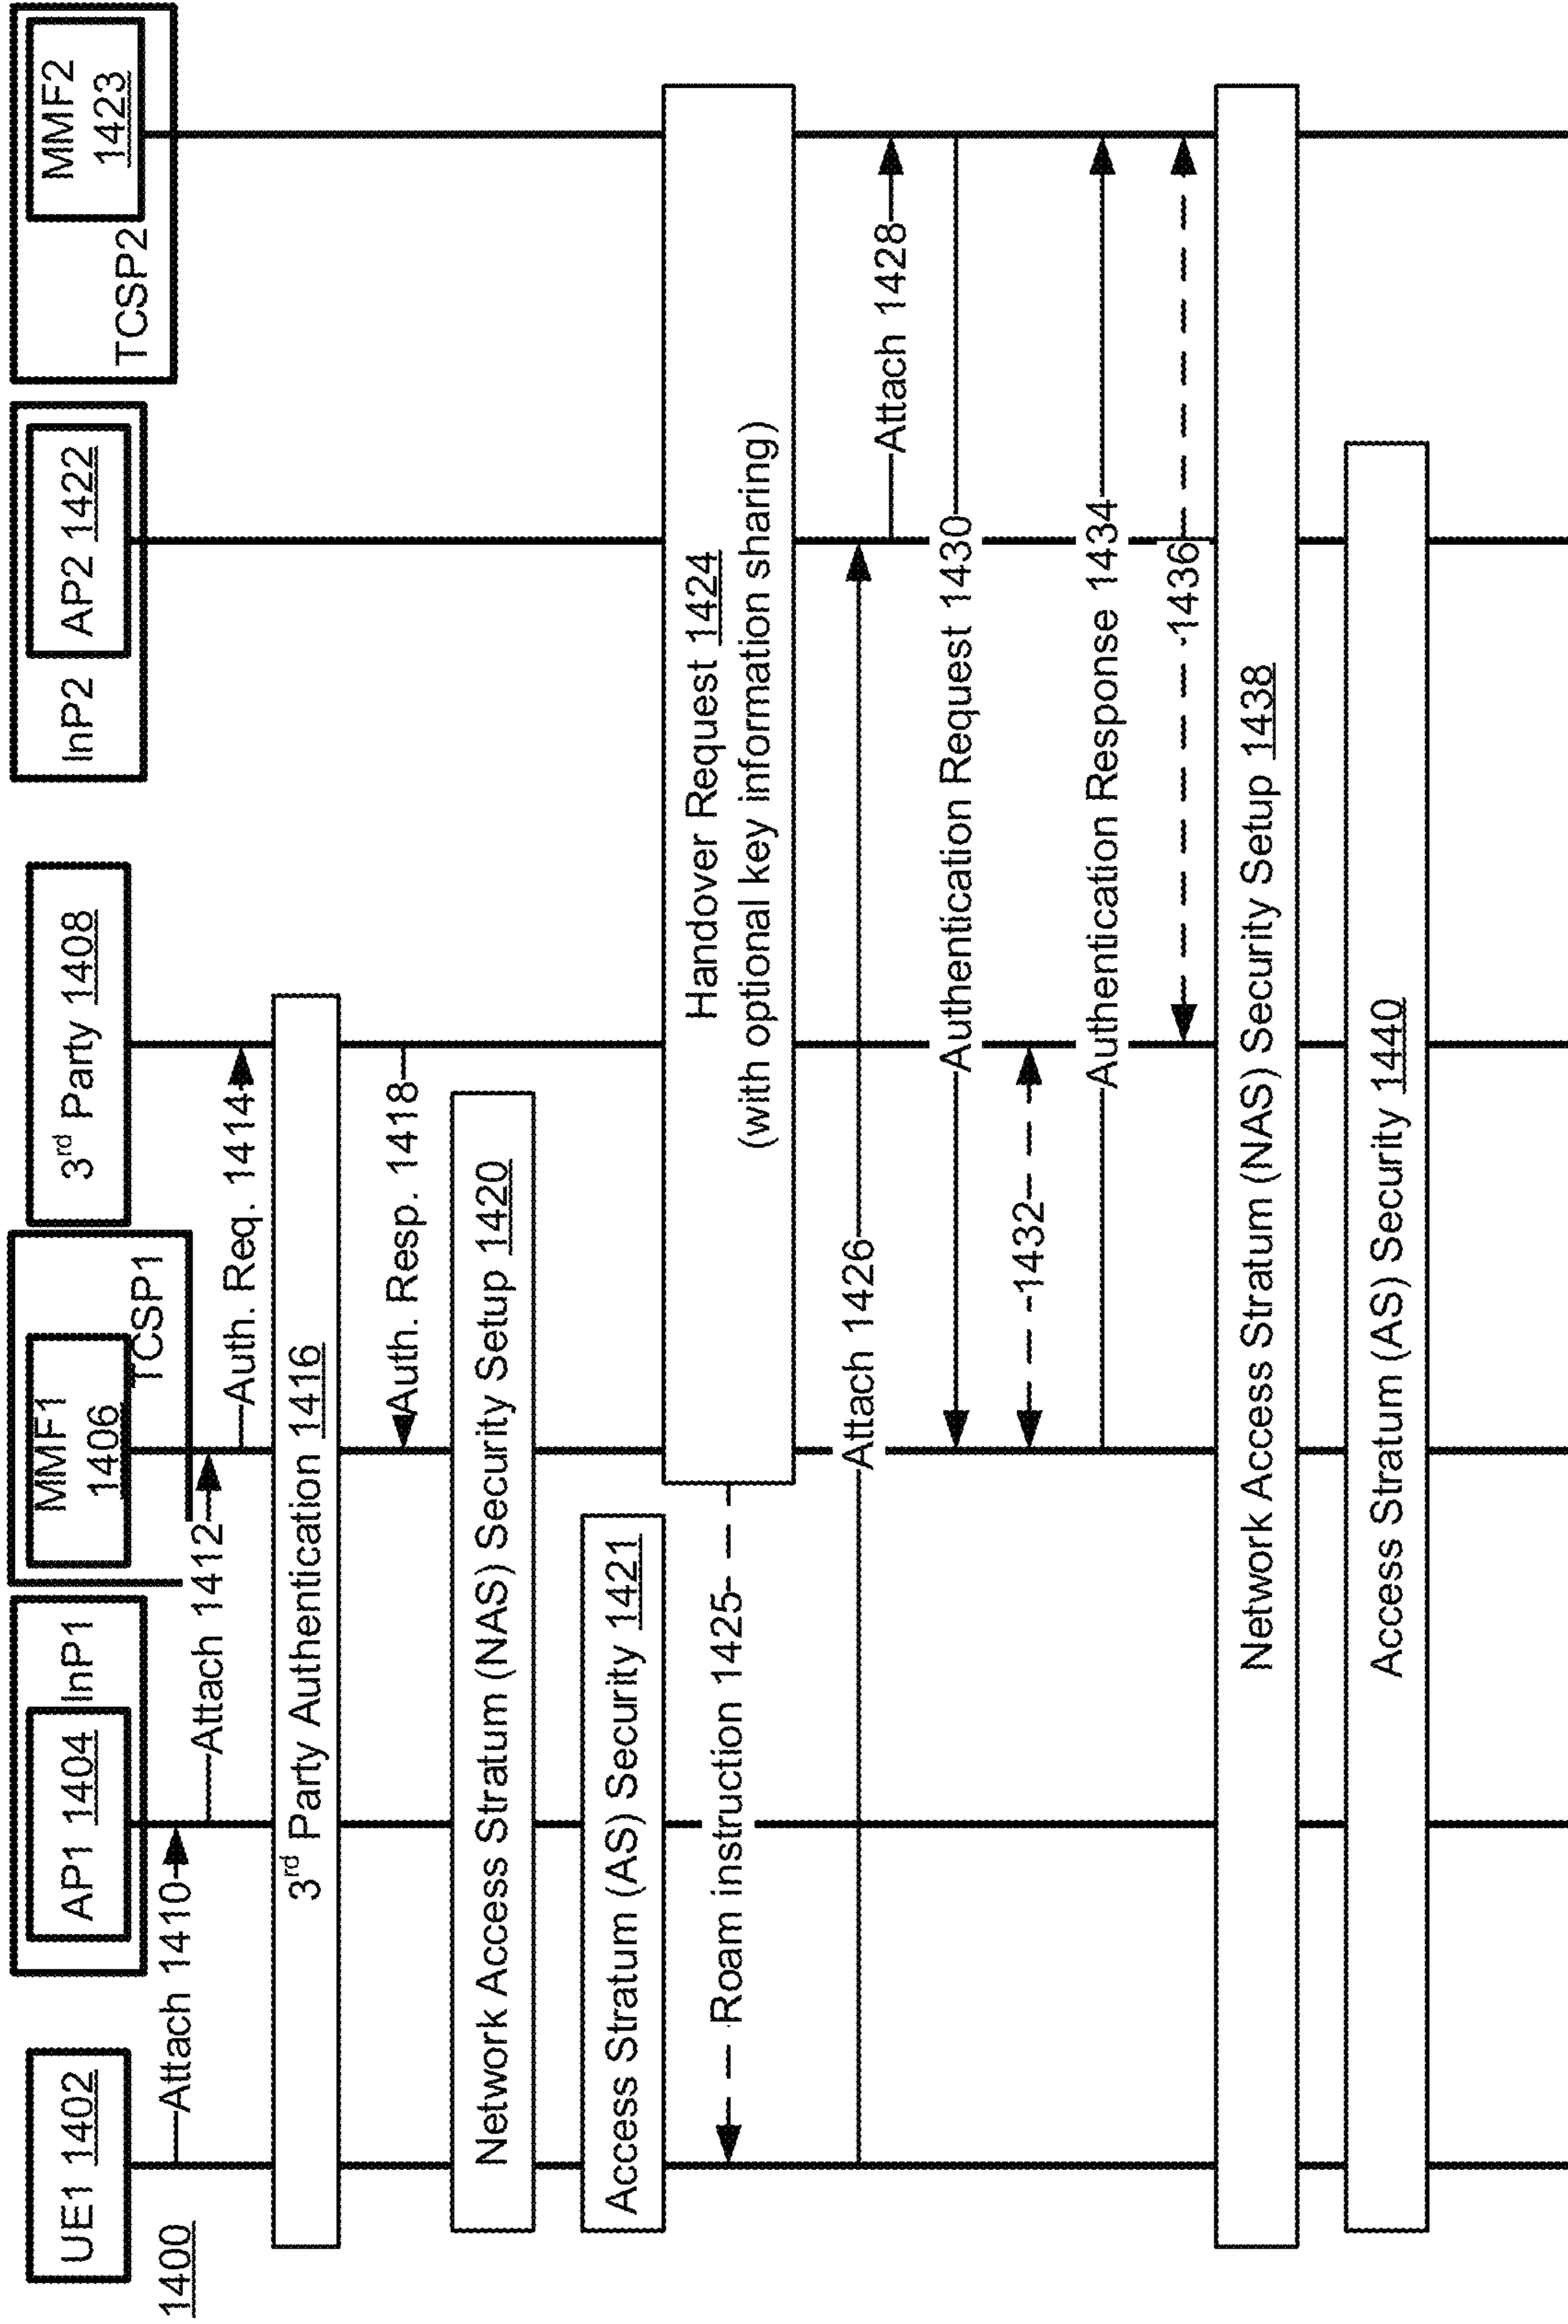 1400
UE1 1402
AP1 1404
InP1
MMF1
1406
TCSP1
3rd Party 1408
InP2
AP2 1422
TCSP2
MMF2
1423
Attach 1410
Attach 1412
Auth. Req. 1414
3rd Party Authentication 1416
Auth. Resp. 1418
Network Access Stratum (NAS) Security Setup 1420
Access Stratum (AS) Security 1421
Handover Request 1424
(with optional key information sharing)
Roam instruction 1425
Attach 1426
Attach 1428
Authentication Request 1430
1432
Authentication Response 1434
1436
Network Access Stratum (NAS) Security Setup 1438
Access Stratum (AS) Security 1440